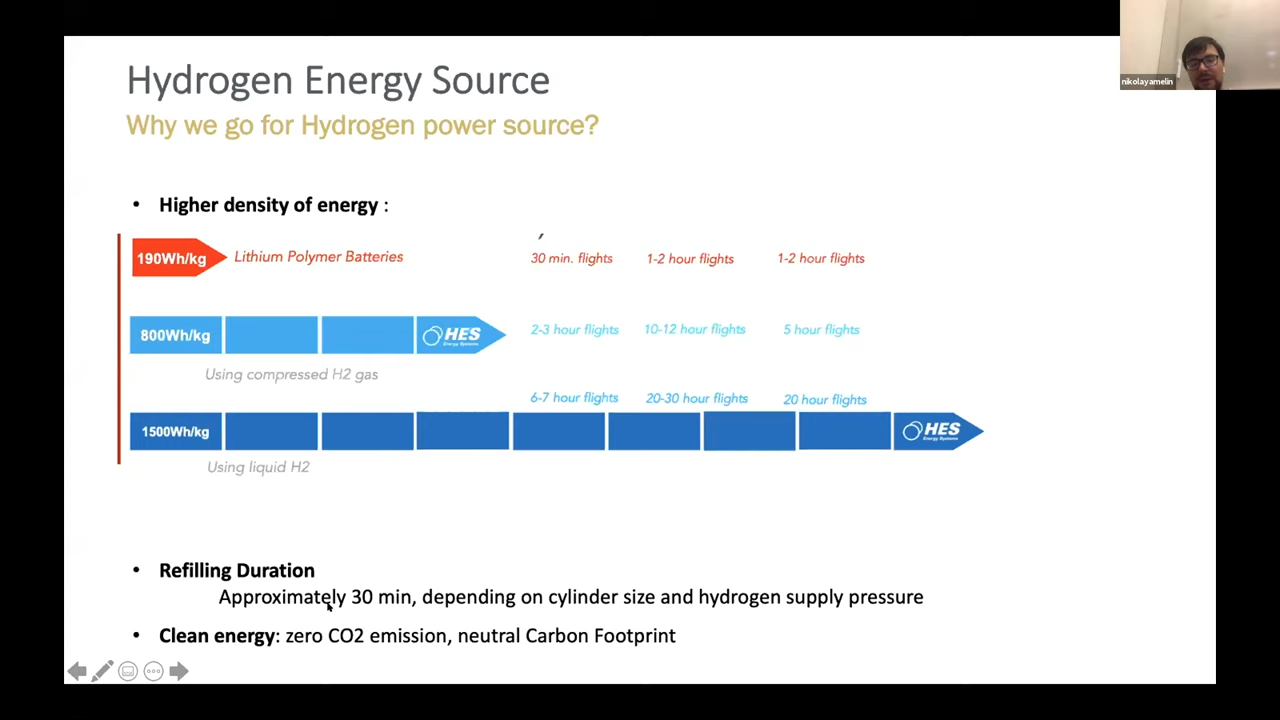 nikolayamelin
Hydrogen Energy Source
Why we go for Hydrogen power source?
• Higher density of energy :
190Wh/kg Lithium Polymer Batteries 30 min. flights 1-2 hour flights 1-2 hour flights
800Wh/kg HES Energy Systems 2-3 hour flights 10-12 hour flights 5 hour flights
Using compressed H2 gas
6-7 hour flights 20-30 hour flights 20 hour flights
1500Wh/kg HES Energy Systems
Using liquid H2
• Refilling Duration
Approximately 30 min, depending on cylinder size and hydrogen supply pressure
• Clean energy: zero CO2 emission, neutral Carbon Footprint